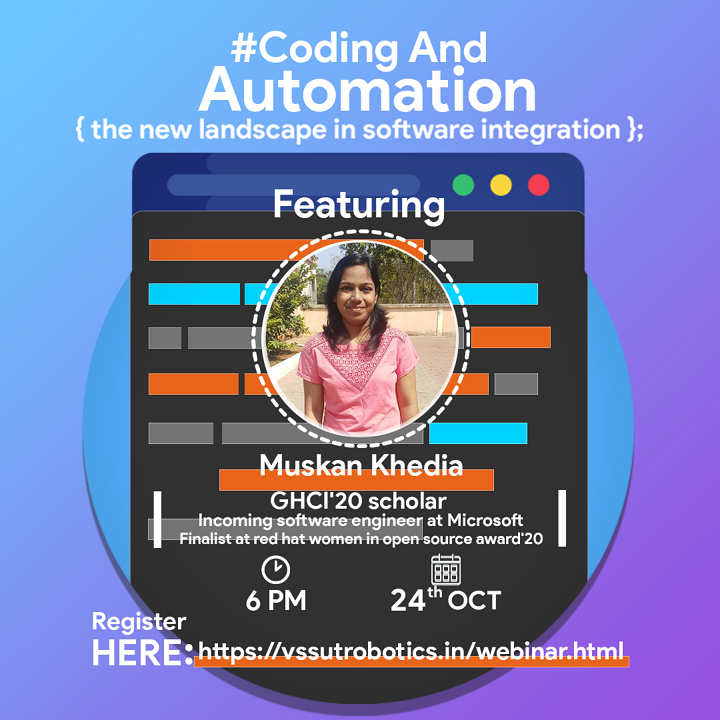 #Coding And
Automation
{ the new landscape in software integration };
Featuring
Muskan Khedia
GHCI'20 scholar
Incoming software engineer at Microsoft
Finalist at red hat women in open source award'20
6 PM
24th OCT
Register
HERE: https://vssutrobotics.in/webinar.html